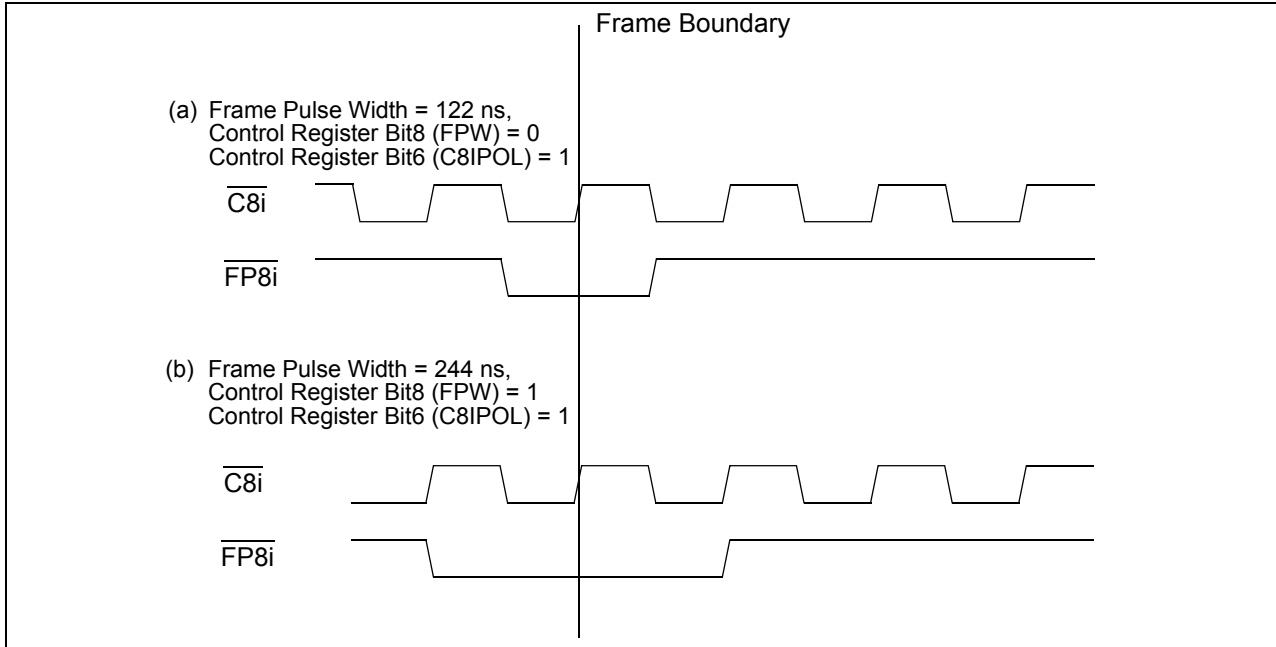 Frame Boundary
(a) Frame Pulse Width = 122 ns,
Control Register Bit8 (FPW) = 0
Control Register Bit6 (C8IPOL) = 1
C8i
FP8i
(b) Frame Pulse Width = 244 ns,
Control Register Bit8 (FPW) = 1
Control Register Bit6 (C8IPOL) = 1
C8i
FP8i